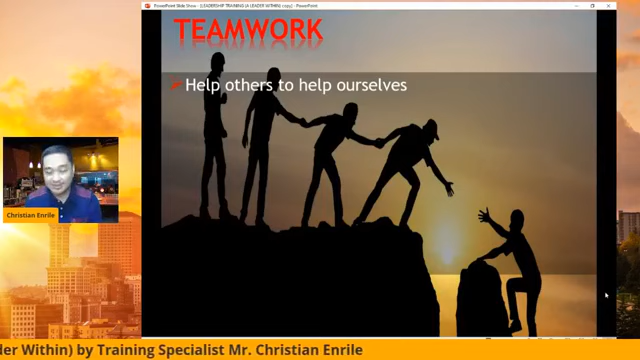 PowerPoint Slide Show - [LEADERSHIP TRAINING (A LEADER WITHIN) copy] - PowerPoint
TEAMWORK
Help others to help ourselves
Christian Enrile
der Within) by Training Specialist Mr. Christian Enrile